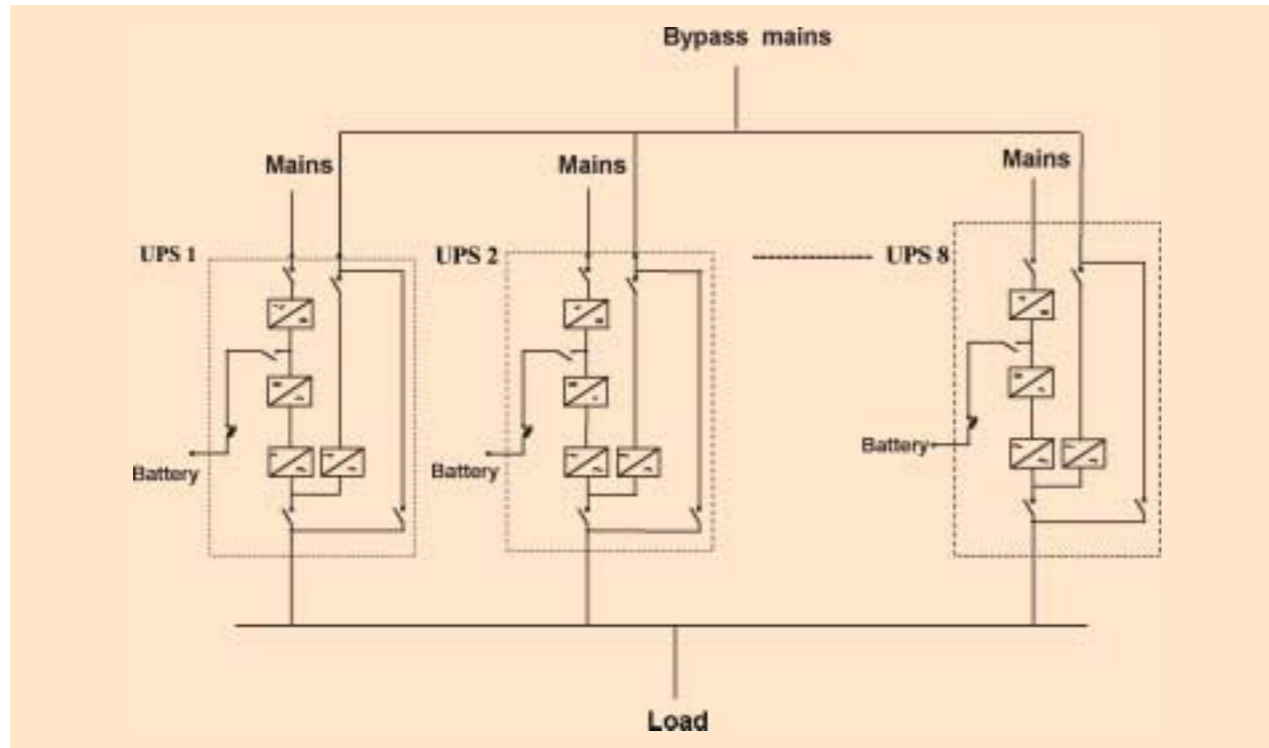 Bypass mains
Mains
Mains
Mains
UPS 1
UPS 2
UPS 8
Battery
Battery
Battery
Load